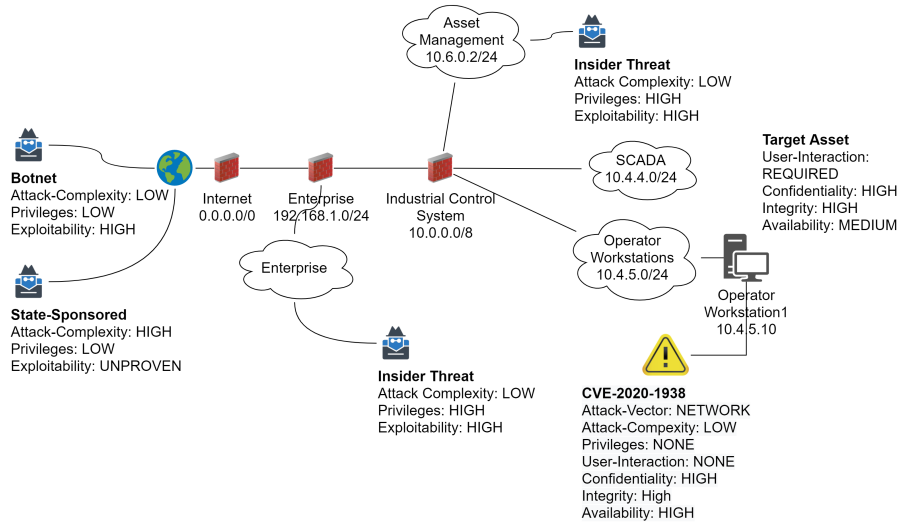 Asset
Management
10.6.0.2/24
Insider Threat
Attack Complexity: LOW
Privileges: HIGH
Exploitability: HIGH
Botnet
Attack-Complexity: LOW
Privileges: LOW
Exploitability: HIGH
Internet
0.0.0.0/0
Enterprise
192.168.1.0/24
Industrial Control
System
10.0.0.0/8
SCADA
10.4.4.0/24
Target Asset
User-Interaction:
REQUIRED
Confidentiality: HIGH
Integrity: HIGH
Availability: MEDIUM
Enterprise
Operator
Workstations
10.4.5.0/24
Operator
Workstation1
10.4.5.10
State-Sponsored
Attack-Complexity: HIGH
Privileges: LOW
Exploitability: UNPROVEN
Insider Threat
Attack Complexity: LOW
Privileges: HIGH
Exploitability: HIGH
CVE-2020-1938
Attack-Vector: NETWORK
Attack-Compexity: LOW
Privileges: NONE
User-Interaction: NONE
Confidentiality: HIGH
Integrity: High
Availability: HIGH